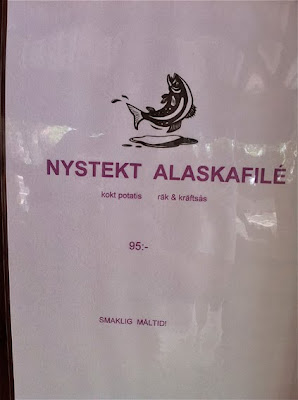 NYSTEKT ALASKAFILÉ
kokt potatis räk & kräftsås
95:-
SMAKLIG MÅLTID!